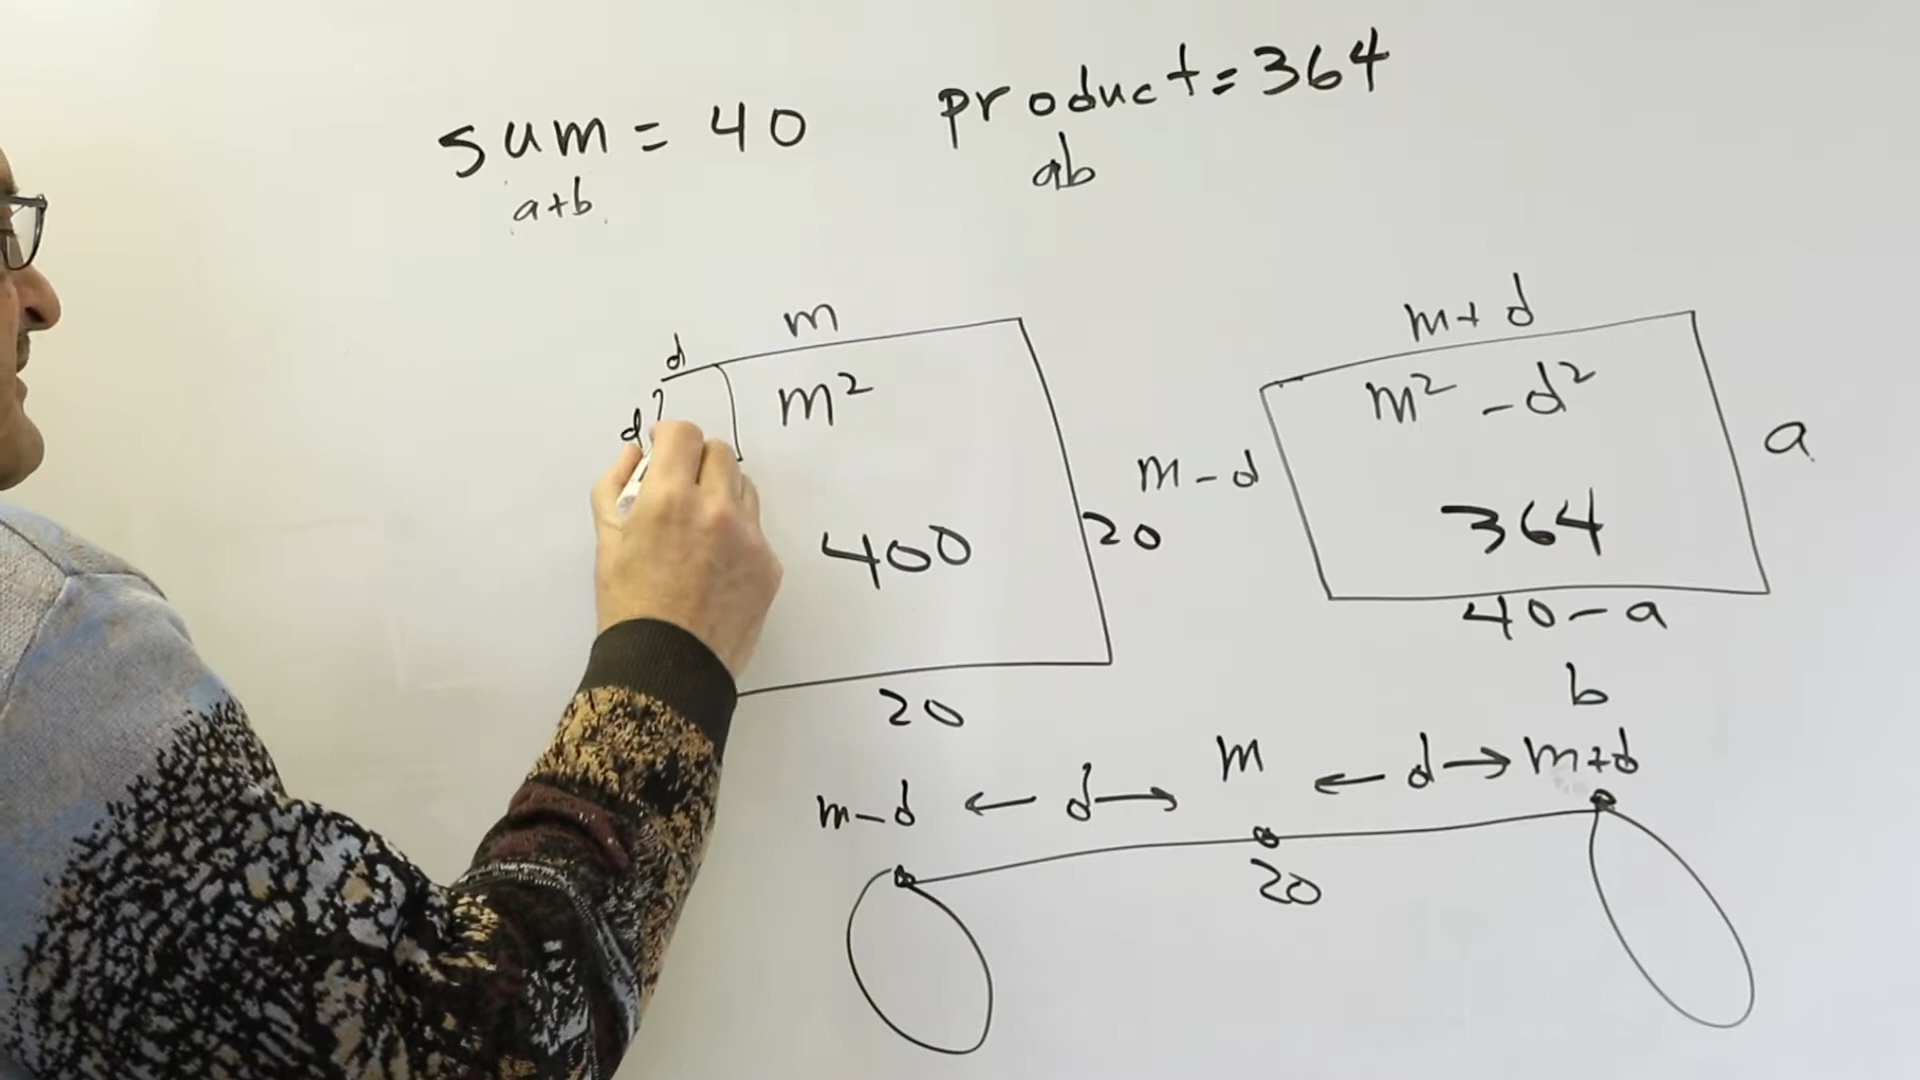 sum = 40 product = 364
a+b ab
d m m+d
d m² m² - d² a
m - d
400 20 364
20 40 - a
b
m-d ← d → m ← d → m+d
20